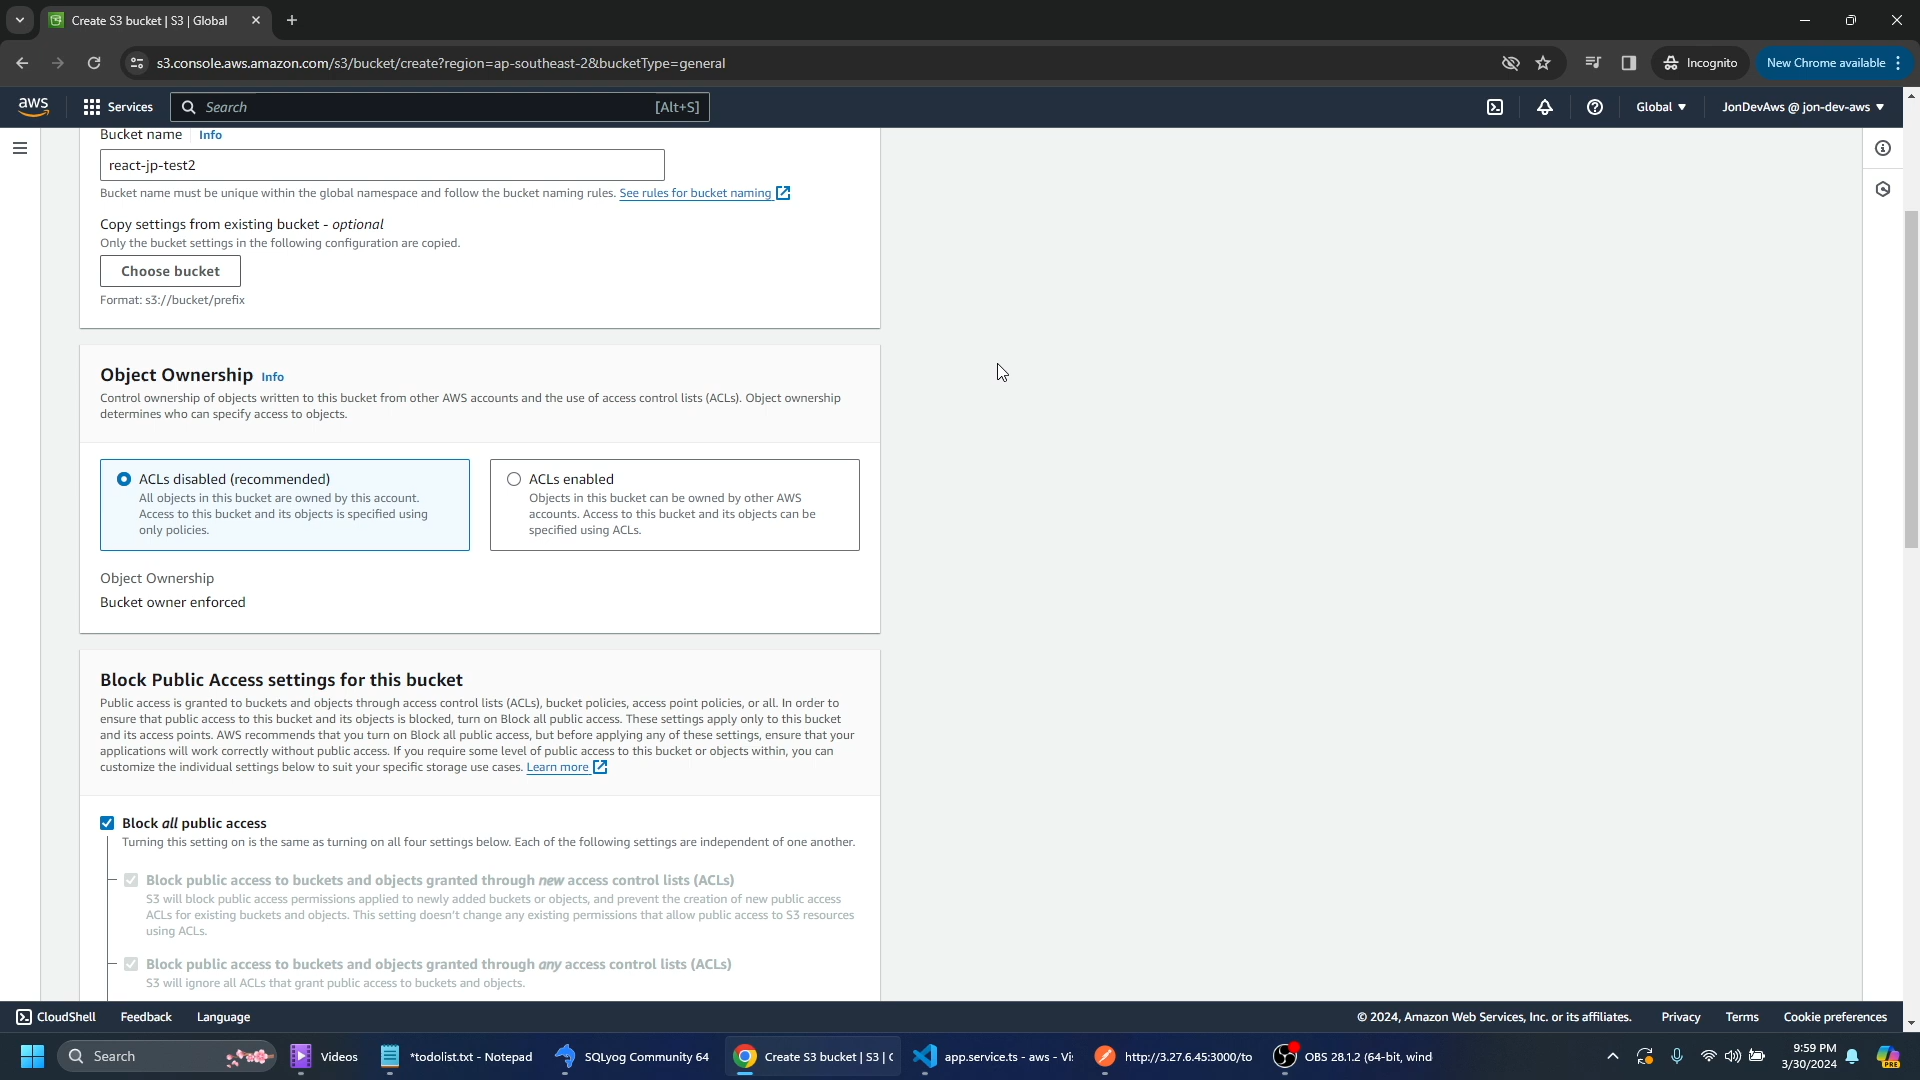 Create S3 bucket | S3 | Global
s3.console.aws.amazon.com/s3/bucket/create?region=ap-southeast-2&bucketType=general
Incognito
New Chrome available
aws
Services
Search
[Alt+S]
Global
JonDevAws @ jon-dev-aws
Bucket name
Info
react-jp-test2
Bucket name must be unique within the global namespace and follow the bucket naming rules. See rules for bucket naming
Copy settings from existing bucket - optional
Only the bucket settings in the following configuration are copied.
Choose bucket
Format: s3://bucket/prefix
Object Ownership Info
Control ownership of objects written to this bucket from other AWS accounts and the use of access control lists (ACLs). Object ownership
determines who can specify access to objects.
ACLs disabled (recommended)
All objects in this bucket are owned by this account.
Access to this bucket and its objects is specified using
only policies.
ACLs enabled
Objects in this bucket can be owned by other AWS
accounts. Access to this bucket and its objects can be
specified using ACLs.
Object Ownership
Bucket owner enforced
Block Public Access settings for this bucket
Public access is granted to buckets and objects through access control lists (ACLs), bucket policies, access point policies, or all. In order to
ensure that public access to this bucket and its objects is blocked, turn on Block all public access. These settings apply only to this bucket
and its access points. AWS recommends that you turn on Block all public access, but before applying any of these settings, ensure that your
applications will work correctly without public access. If you require some level of public access to this bucket or objects within, you can
customize the individual settings below to suit your specific storage use cases. Learn more
Block all public access
Turning this setting on is the same as turning on all four settings below. Each of the following settings are independent of one another.
Block public access to buckets and objects granted through new access control lists (ACLs)
S3 will block public access permissions applied to newly added buckets or objects, and prevent the creation of new public access
ACLs for existing buckets and objects. This setting doesn't change any existing permissions that allow public access to S3 resources
using ACLs.
Block public access to buckets and objects granted through any access control lists (ACLs)
S3 will ignore all ACLs that grant public access to buckets and objects.
CloudShell
Feedback
Language
© 2024, Amazon Web Services, Inc. or its affiliates.
Privacy
Terms
Cookie preferences
Search
Videos
*todolist.txt - Notepad
SQLyog Community 64
Create S3 bucket | S3 | G
app.service.ts - aws - Vi
http://3.27.6.45:3000/to
OBS 28.1.2 (64-bit, wind
9:59 PM
3/30/2024
PRE